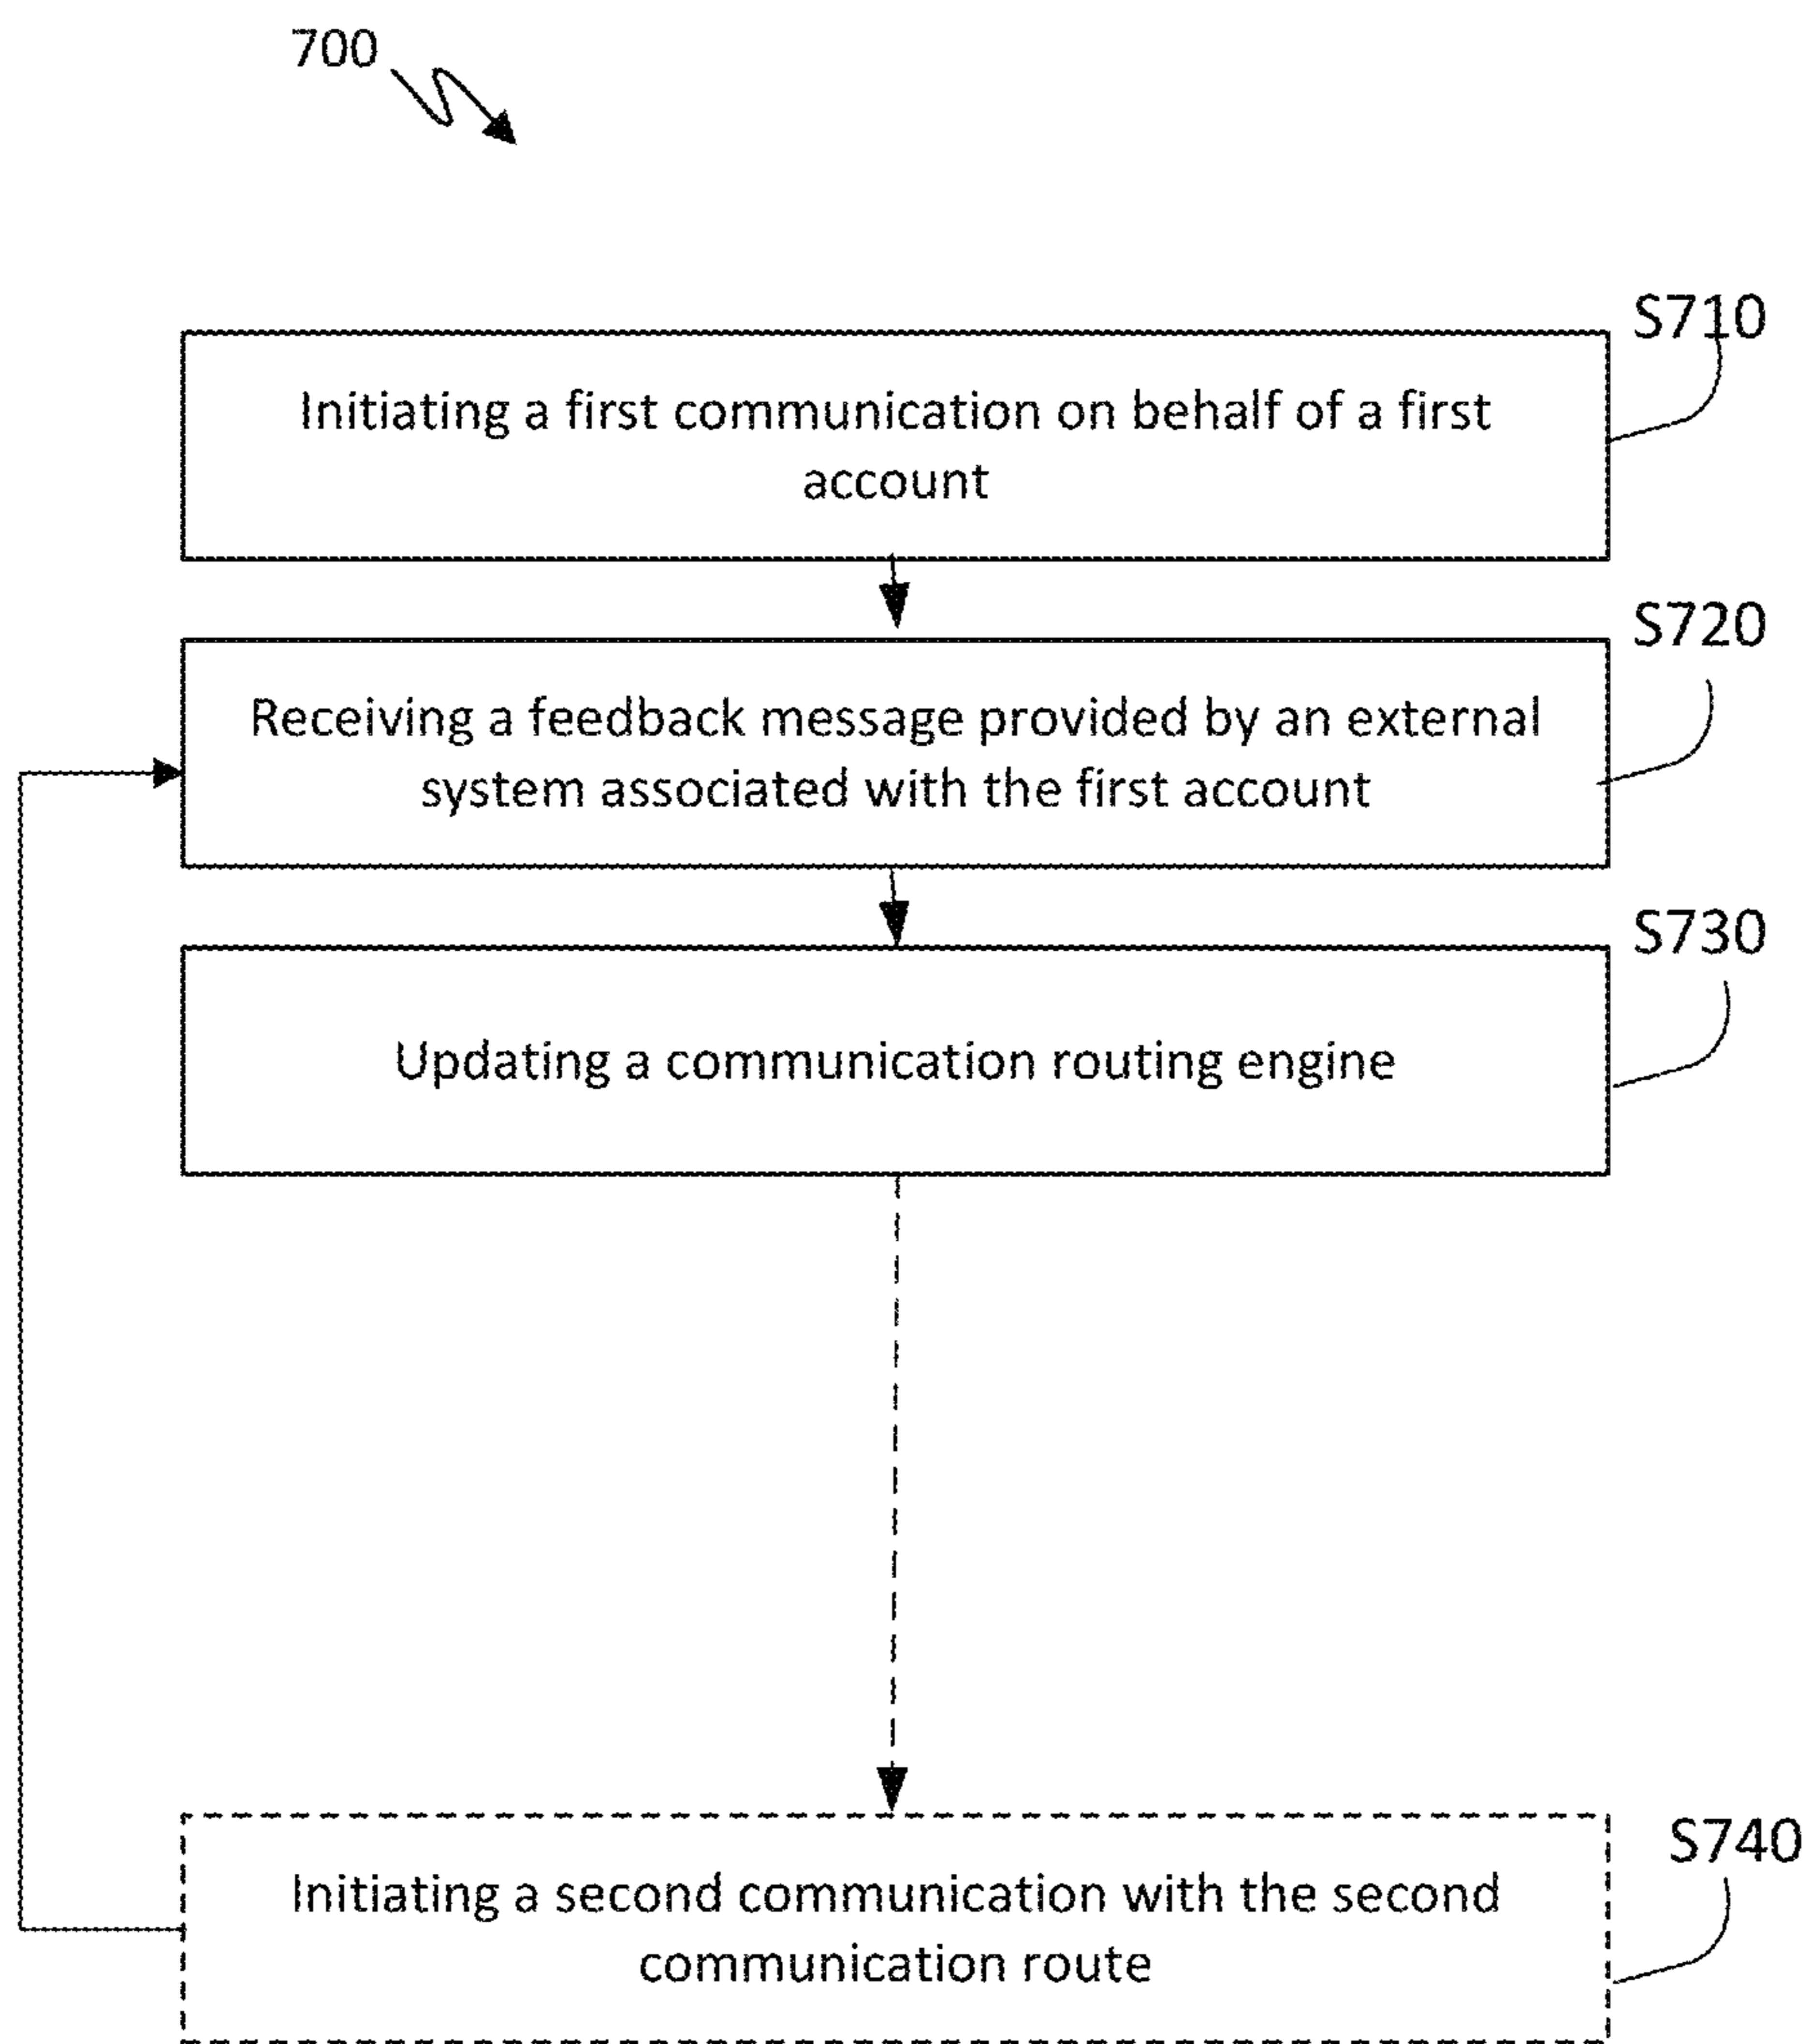 700
S710
Initiating a first communication on behalf of a first
account
S720
Receiving a feedback message provided by an external
system associated with the first account
S730
Updating a communication routing engine
S740
Initiating a second communication with the second
communication route